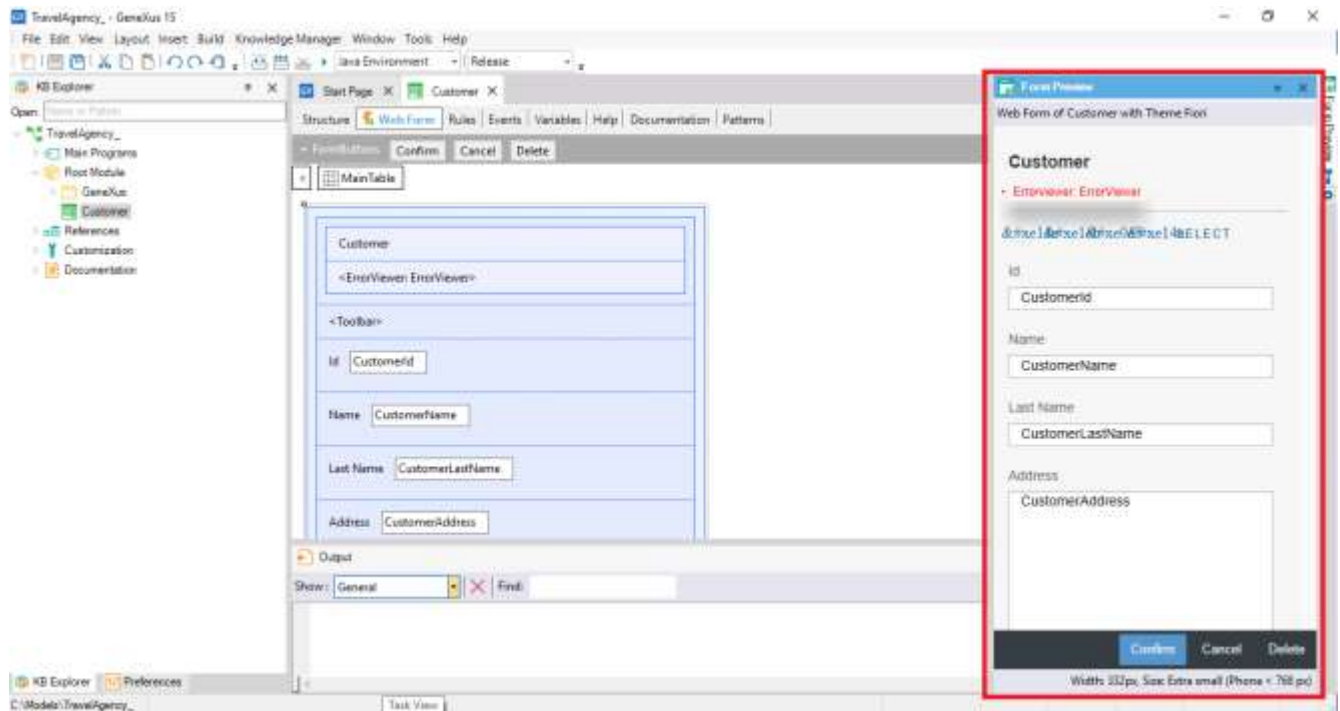 TravelAgency_ - GeneXus 15
File Edit View Layout Insert Build Knowledge Manager Window Tools Help
Java Environment Release
KB Explorer
Open:
TravelAgency_
Main Programs
Root Module
GeneXus
Customer
References
Customization
Documentation
KB Explorer Preferences
C:\Models\TravelAgency_
Start Page Customer
Structure Web Form Rules Events Variables Help Documentation Patterns
FormButtons Confirm Cancel Delete
MainTable
Customer
<ErrorViewer: ErrorViewer>
<Toolbar>
Id CustomerId
Name CustomerName
Last Name CustomerLastName
Address CustomerAddress
Output
Show: General Find:
Task View
Form Preview
Web Form of Customer with Theme Fiori
Customer
Errorviewer: ErrorViewer
SELECT
Id
CustomerId
Name
CustomerName
Last Name
CustomerLastName
Address
CustomerAddress
Confirm Cancel Delete
Width: 332px, Size: Extra small (Phone < 768 px)